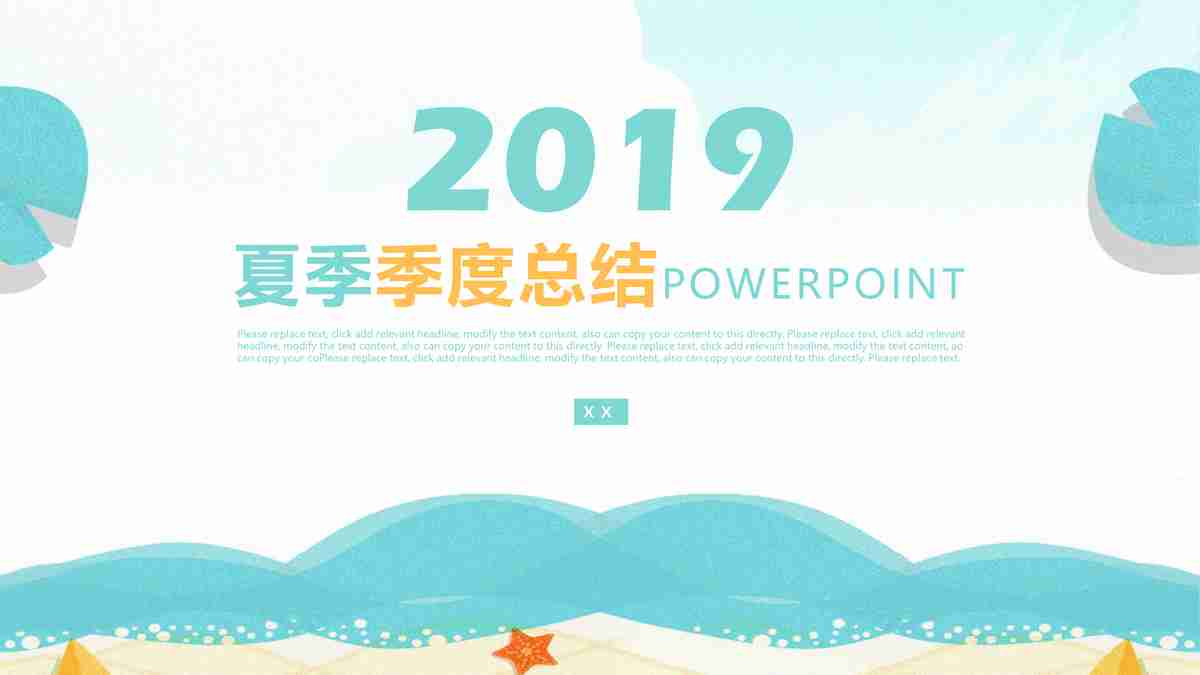 2019
夏季季度总结POWERPOINT
Please replace text, click add relevant headline, modify the text content, also can copy your content to this directly. Please replace text, click add relevant
headline, modify the text content, also can copy your content to this directly. Please replace text, click add relevant headline, modify the text content, ao
can copy your coPlease replace text, click add relevant headline, modify the text content, also can copy your content to this directly. Please replace text.
X X